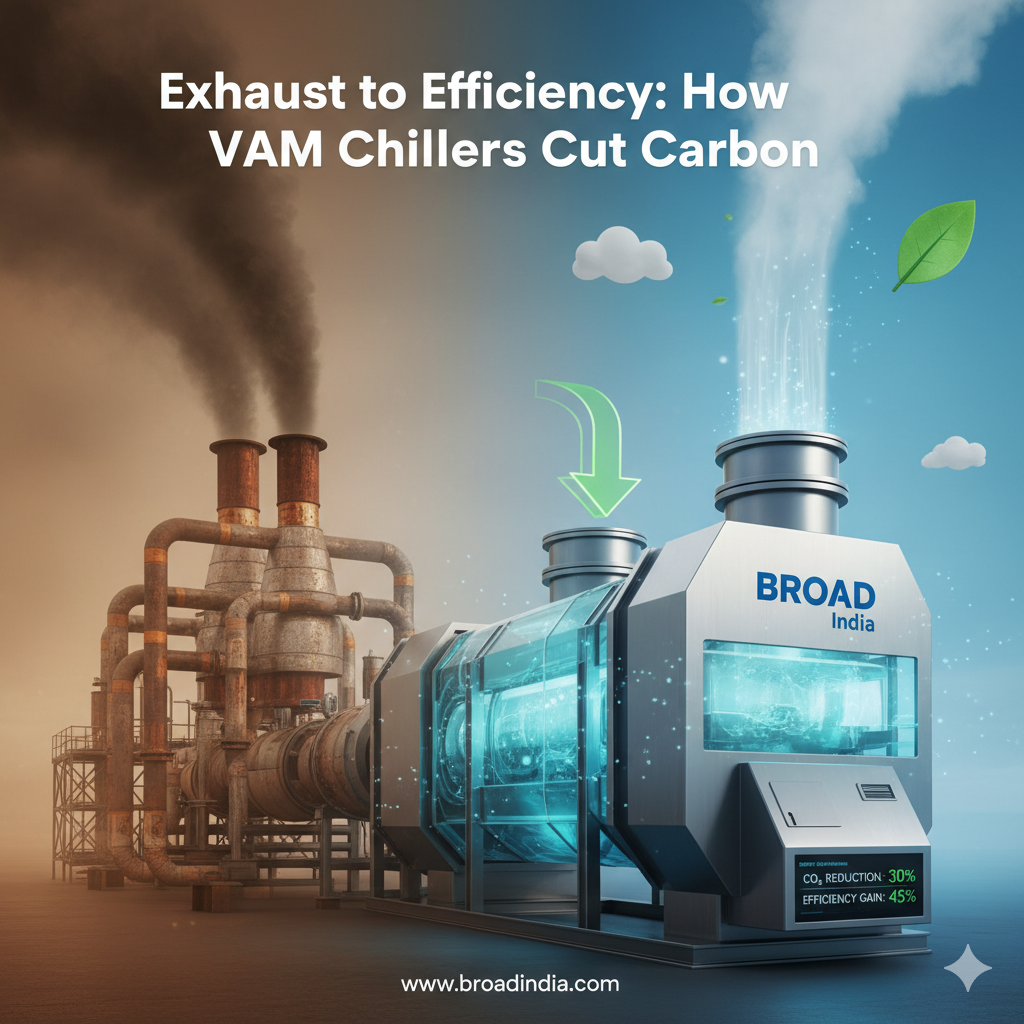 Exhaust to Efficiency: How
VAM Chillers Cut Carbon
BROAD
India
CO₂ REDUCTION: 30%
EFFICIENCY GAIN: 45%
www.broadindia.com